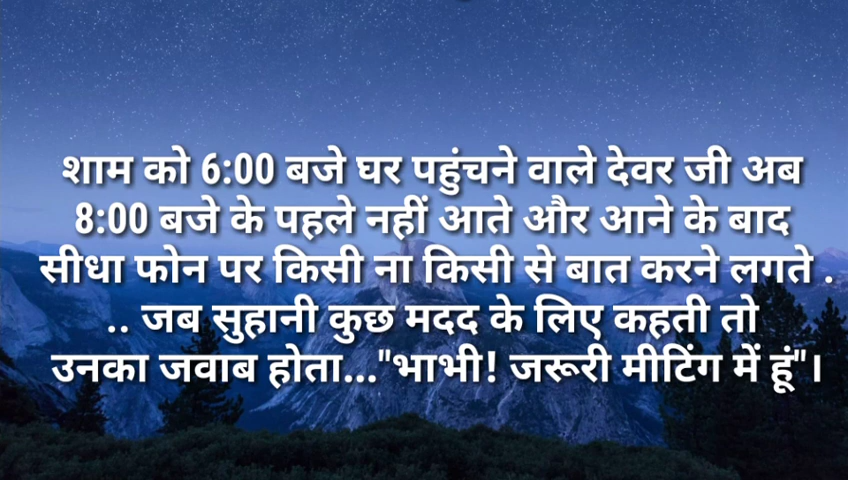 शाम को 6:00 बजे घर पहुंचने वाले देवर जी अब
8:00 बजे के पहले नहीं आते और आने के बाद
सीधा फोन पर किसी ना किसी से बात करने लगते .
.. जब सुहानी कुछ मदद के लिए कहती तो
उनका जवाब होता..."भाभी! जरूरी मीटिंग में हूं"।